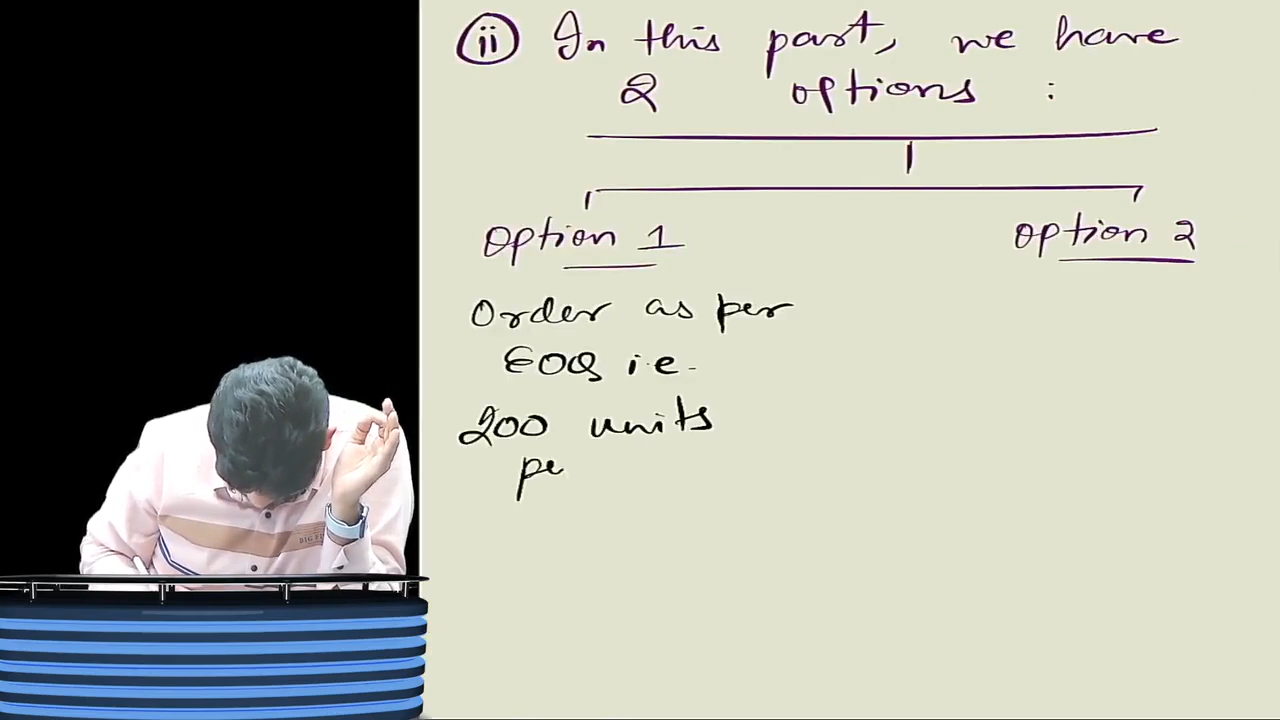 ii In this part, we have
2 options :
Option 1
Option 2
Order as per
EOQ i.e.
200 units
pe